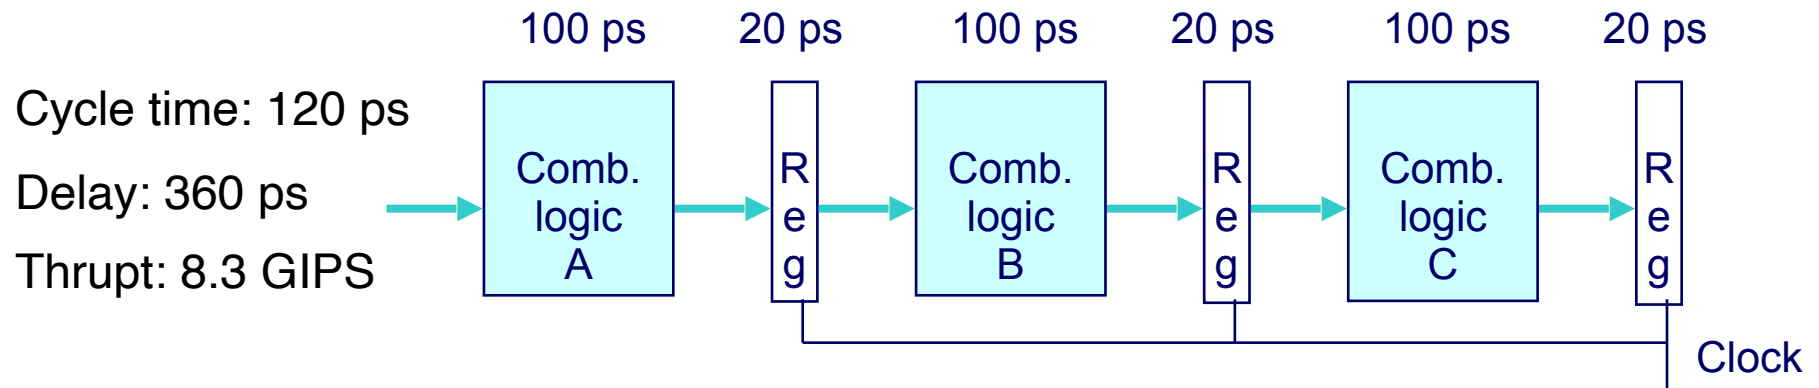 100 ps
20 ps
100 ps
20 ps
100 ps
20 ps
Cycle time: 120 ps
Delay: 360 ps
Thrupt: 8.3 GIPS
Comb.
logic
A
R
e
g
Comb.
logic
B
R
e
g
Comb.
logic
C
R
e
g
Clock